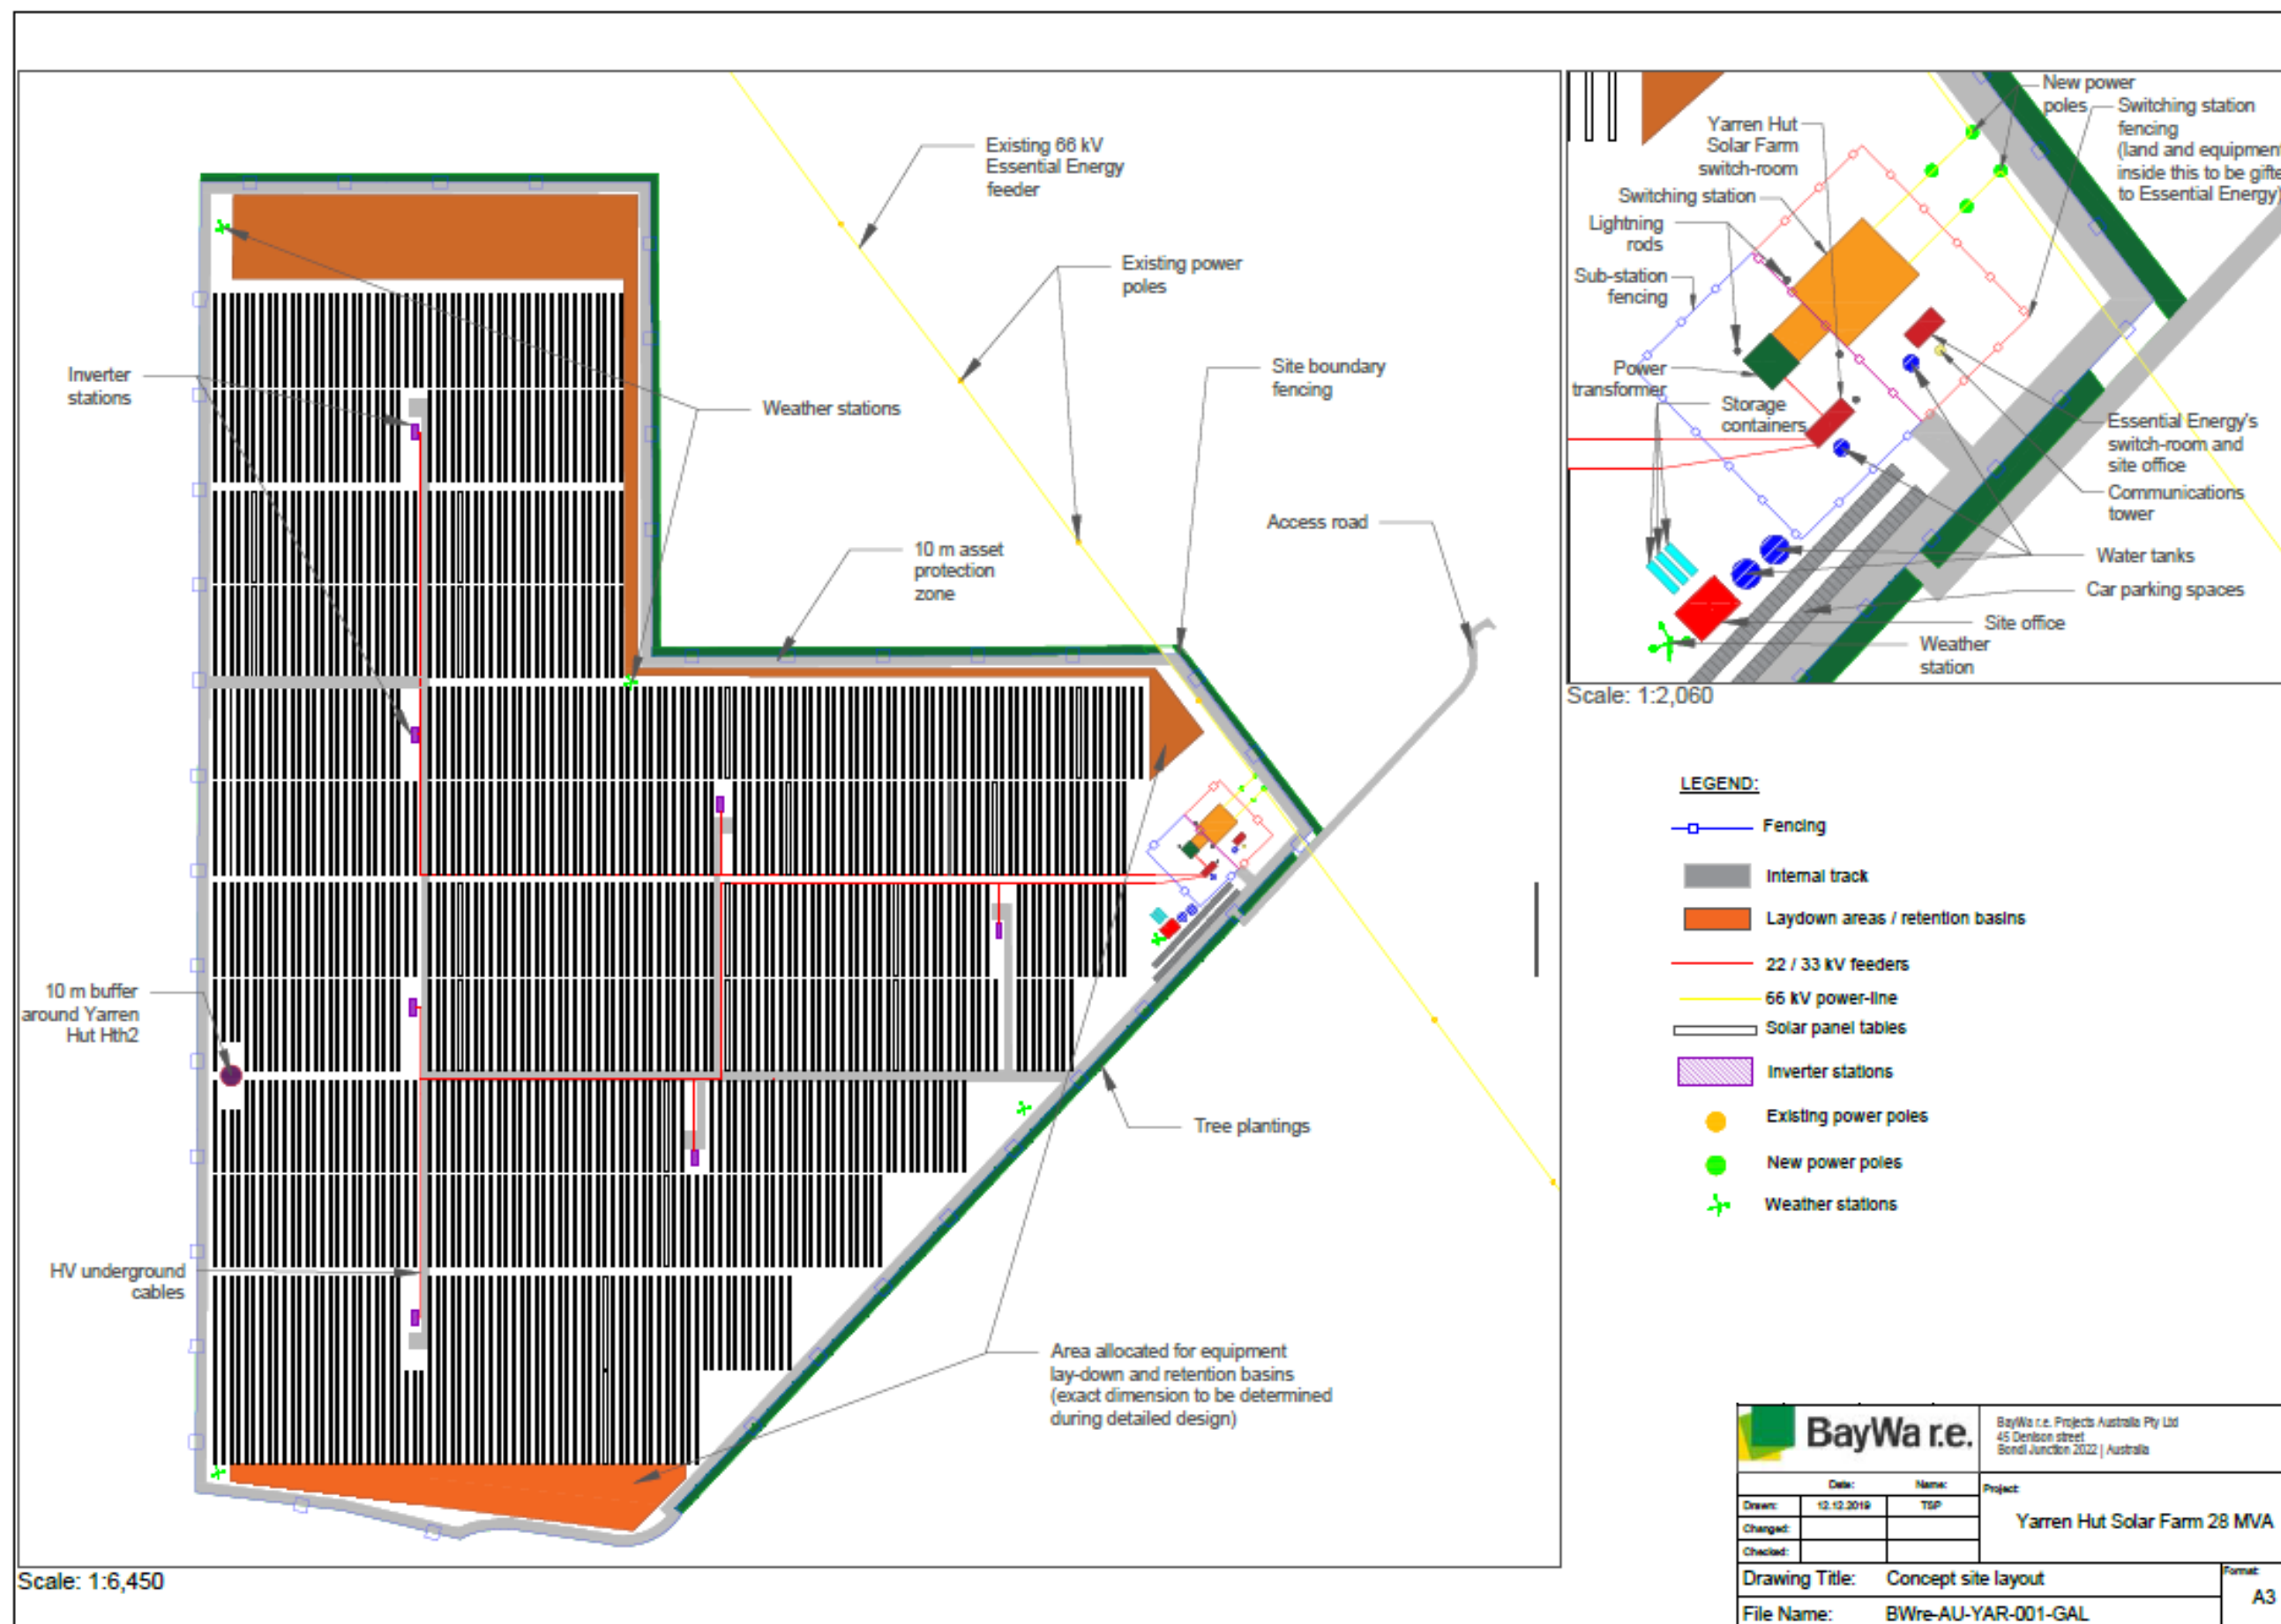 Existing 66 kV
Essential Energy
feeder
Existing power
poles
Inverter
stations
Weather stations
Site boundary
fencing
Access road
10 m asset
protection
zone
10 m buffer
around Yarren
Hut Hth2
Tree plantings
HV underground
cables
Area allocated for equipment
lay-down and retention basins
(exact dimension to be determined
during detailed design)
Scale: 1:6,450
New power
poles
Switching station
fencing
(land and equipment
inside this to be gifte
to Essential Energy)
Yarren Hut
Solar Farm
switch-room
Switching station
Lightning
rods
Sub-station
fencing
Power
transformer
Storage
containers
Essential Energy's
switch-room and
site office
Communications
tower
Water tanks
Car parking spaces
Site office
Weather
station
Scale: 1:2,060
LEGEND:
Fencing
Internal track
Laydown areas / retention basins
22 / 33 kV feeders
66 kV power-line
Solar panel tables
Inverter stations
Existing power poles
New power poles
Weather stations
BayWa r.e.
BayWa r.e. Projects Australia Pty Ltd
45 Denison street
Bondi Junction 2022 | Australia
Date: Name: Project:
Drawn: 12.12.2019 TSP
Yarren Hut Solar Farm 28 MVA
Changed:
Checked:
Drawing Title: Concept site layout
Format:
A3
File Name: BWre-AU-YAR-001-GAL